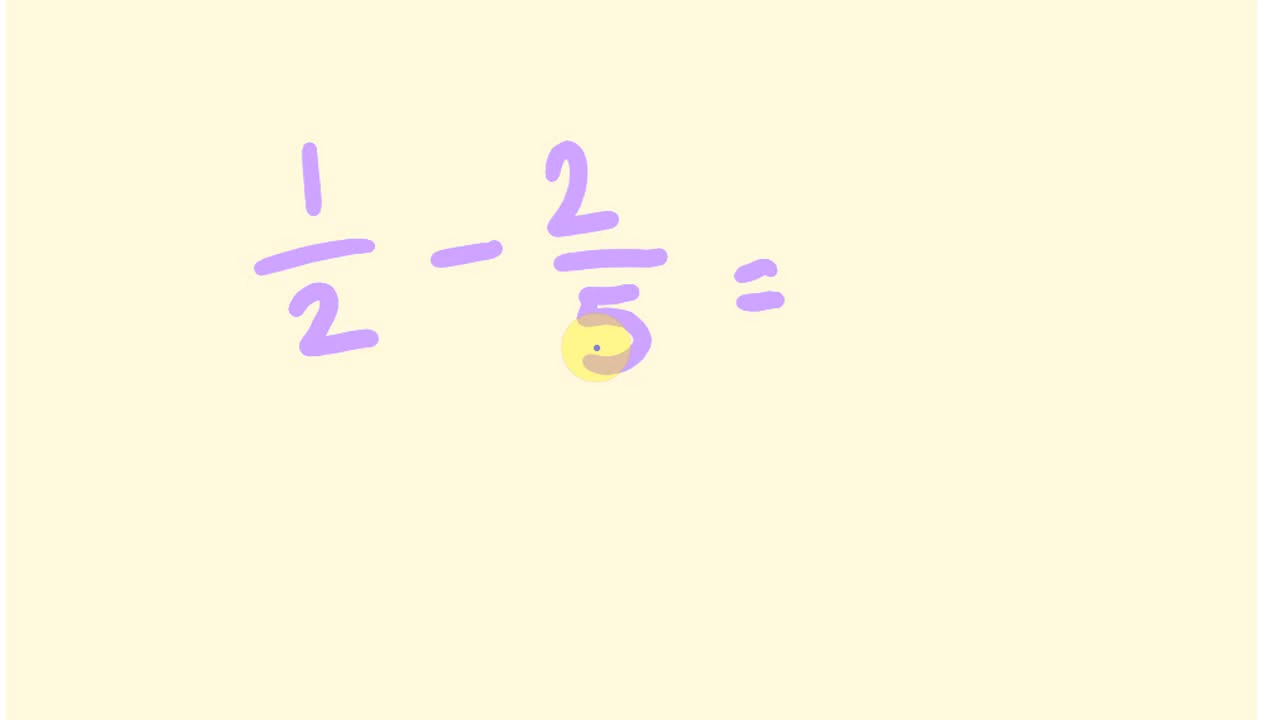 1/2 - 2/5 =